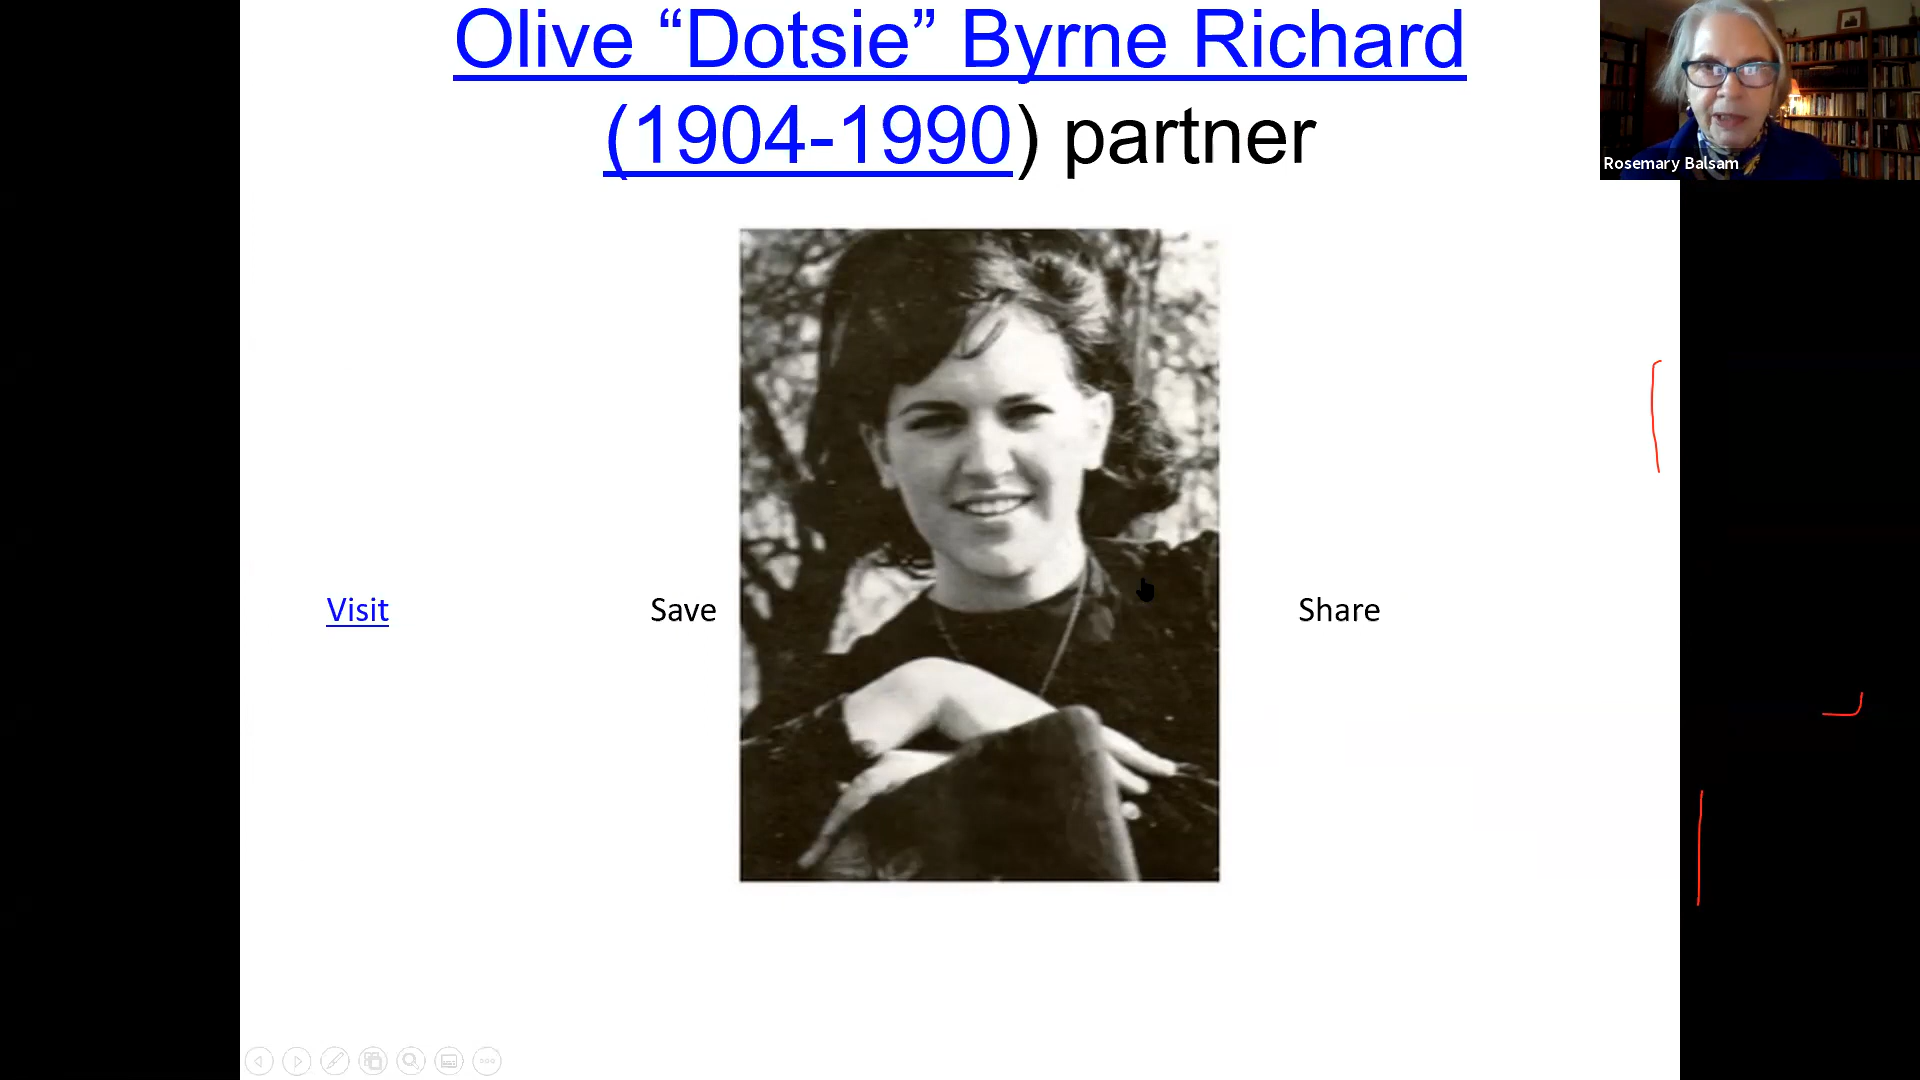 Olive “Dotsie” Byrne Richard
(1904-1990) partner
Rosemary Balsam
Visit
Save
Share